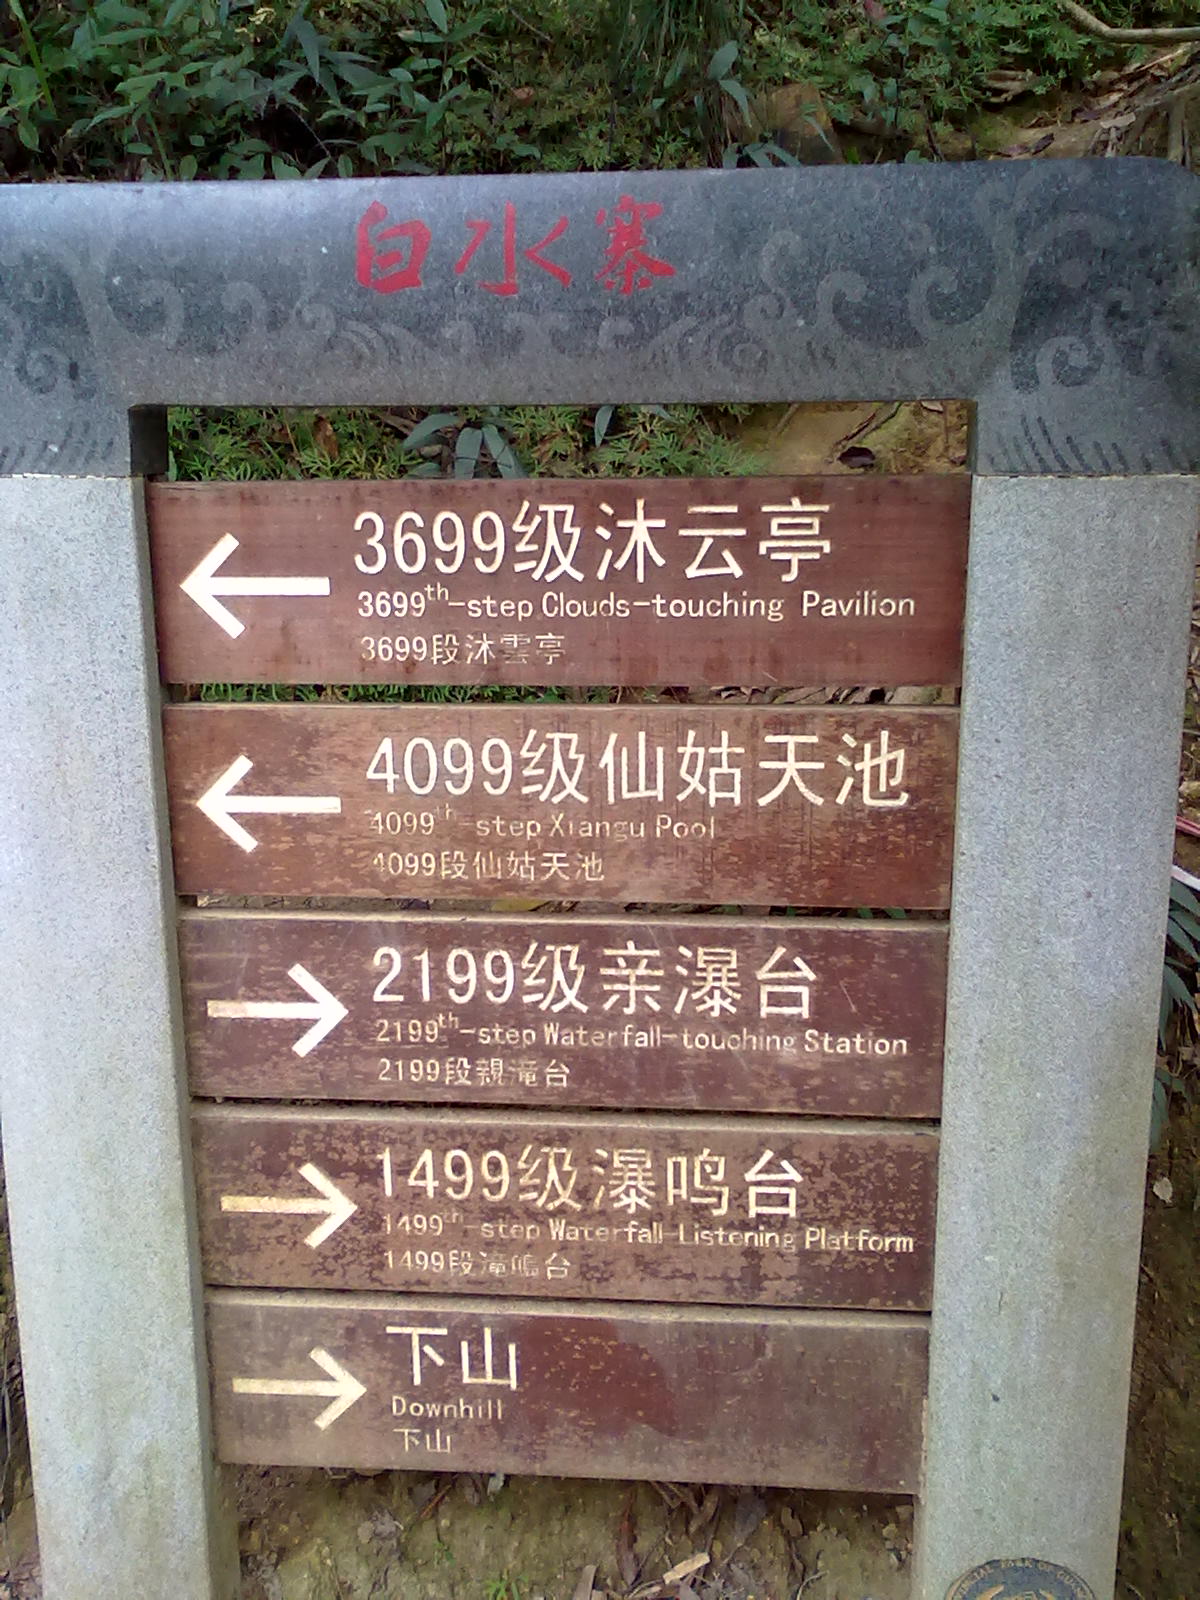 白水寨
3699级沐云亭
3699th-step Clouds-touching Pavilion
3699段沐雲亭
4099级仙姑天池
4099th-step Xiangu Pool
4099段仙姑天池
2199级亲瀑台
2199th-step Waterfall-touching Station
2199段親滝台
1499级瀑鸣台
1499th-step Waterfall-Listening Platform
1499段滝鳴台
下山
Downhill
下山